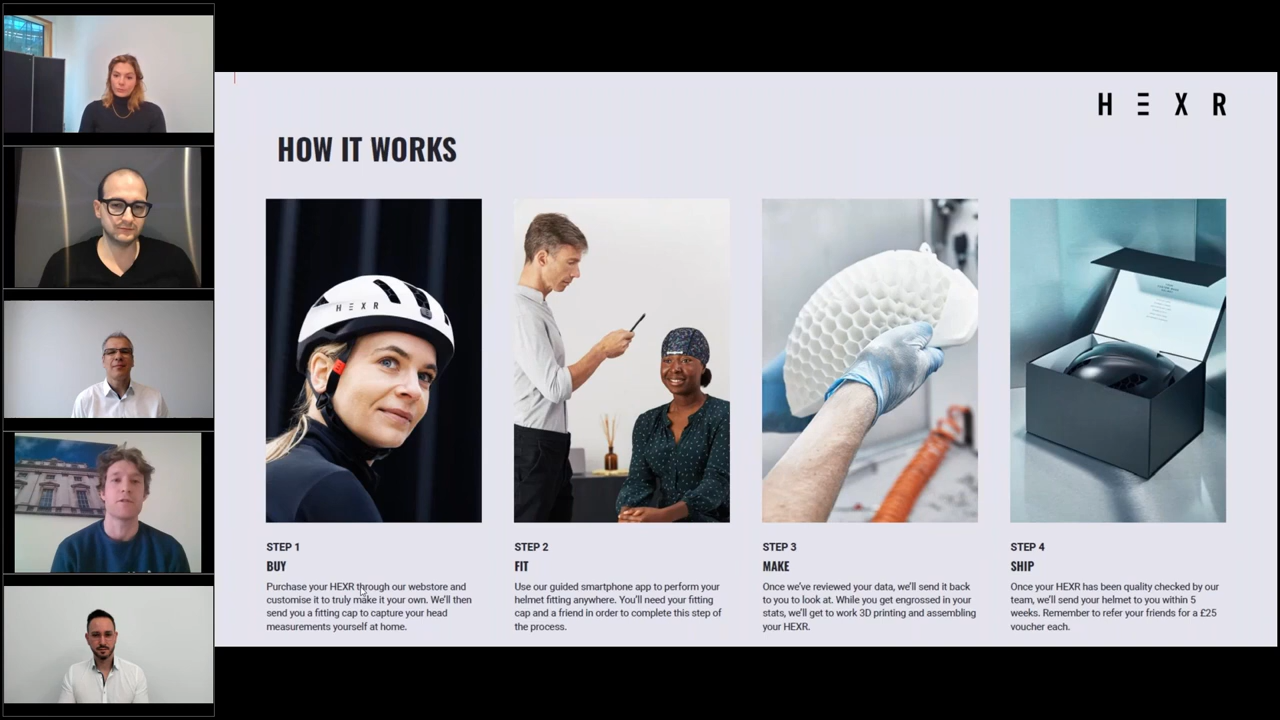 H E X R
HOW IT WORKS
H E X R
STEP 1
BUY
Purchase your HEXR through our webstore and
customise it to truly make it your own. We'll then
send you a fitting cap to capture your head
measurements yourself at home.
STEP 2
FIT
Use our guided smartphone app to perform your
helmet fitting anywhere. You'll need your fitting
cap and a friend in order to complete this step of
the process.
STEP 3
MAKE
Once we've reviewed your data, we'll send it back
to you to look at. While you get engrossed in your
stats, we'll get to work 3D printing and assembling
your HEXR.
STEP 4
SHIP
Once your HEXR has been quality checked by our
team, we'll send your helmet to you within 5
weeks. Remember to refer your friends for a £25
voucher each.